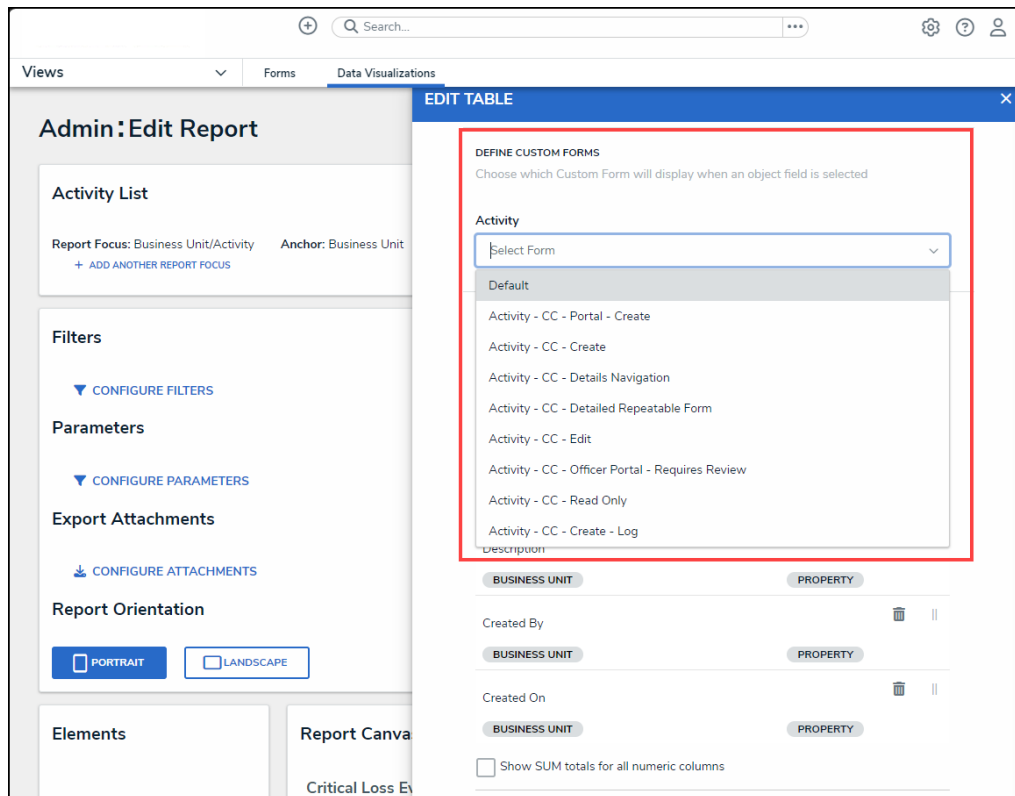 Search...
Views
Forms
Data Visualizations
Admin:Edit Report
Activity List
Report Focus: Business Unit/Activity Anchor: Business Unit
+ ADD ANOTHER REPORT FOCUS
Filters
CONFIGURE FILTERS
Parameters
CONFIGURE PARAMETERS
Export Attachments
CONFIGURE ATTACHMENTS
Report Orientation
PORTRAIT
LANDSCAPE
Elements
Report Canva
Critical Loss Ev
EDIT TABLE
DEFINE CUSTOM FORMS
Choose which Custom Form will display when an object field is selected
Activity
Select Form
Default
Activity - CC - Portal - Create
Activity - CC - Create
Activity - CC - Details Navigation
Activity - CC - Detailed Repeatable Form
Activity - CC - Edit
Activity - CC - Officer Portal - Requires Review
Activity - CC - Read Only
Activity - CC - Create - Log
Description
BUSINESS UNIT PROPERTY
Created By
BUSINESS UNIT PROPERTY
Created On
BUSINESS UNIT PROPERTY
Show SUM totals for all numeric columns